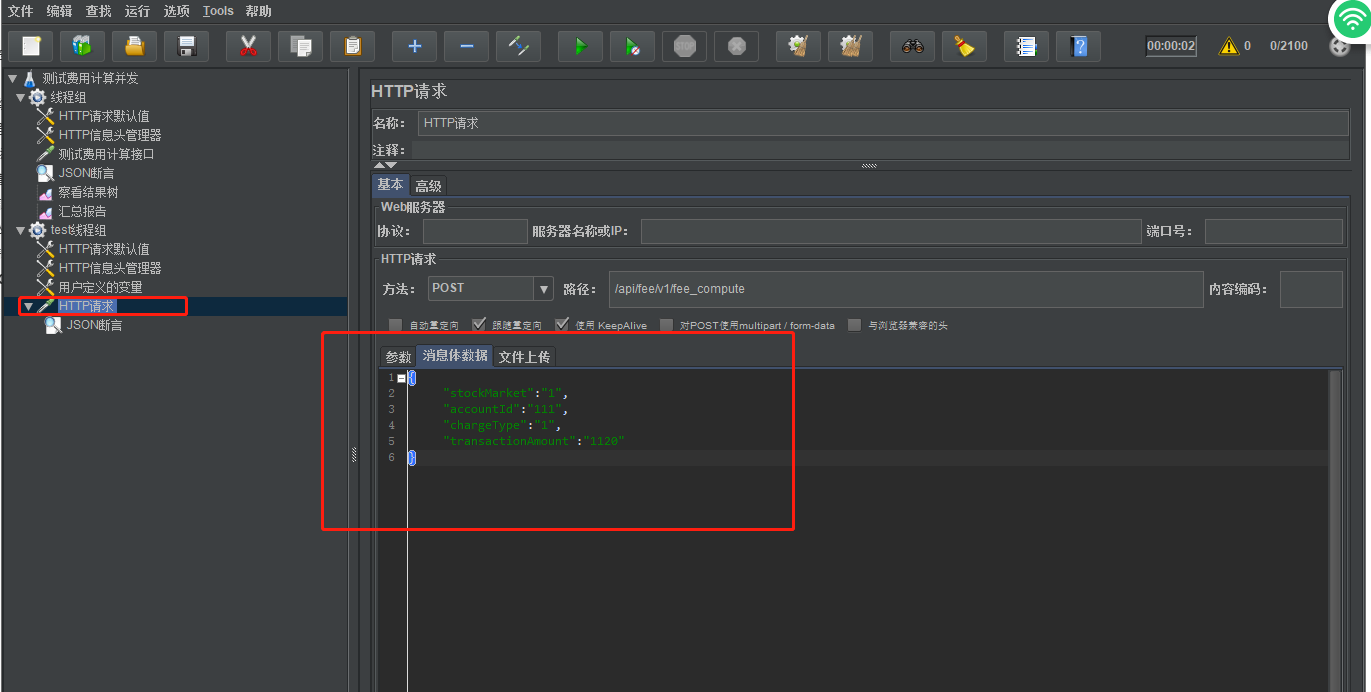 文件 编辑 查找 运行 选项 Tools 帮助
STOP 00:00:02 0 0/2100
测试费用计算并发
线程组
HTTP请求默认值
HTTP信息头管理器
测试费用计算接口
JSON断言
察看结果树
汇总报告
test线程组
HTTP请求默认值
HTTP信息头管理器
用户定义的变量
HTTP请求
JSON断言
HTTP请求
名称: HTTP请求
注释:
基本 高级
Web服务器
协议: 服务器名称或IP: 端口号:
HTTP请求
方法: POST 路径: /api/fee/v1/fee_compute 内容编码:
自动重定向 跟随重定向 使用 KeepAlive 对POST使用multipart / form-data 与浏览器兼容的头
参数 消息体数据 文件上传
1 {
2 "stockMarket":"1",
3 "accountId":"111",
4 "chargeType":"1",
5 "transactionAmount":"1120"
6 }